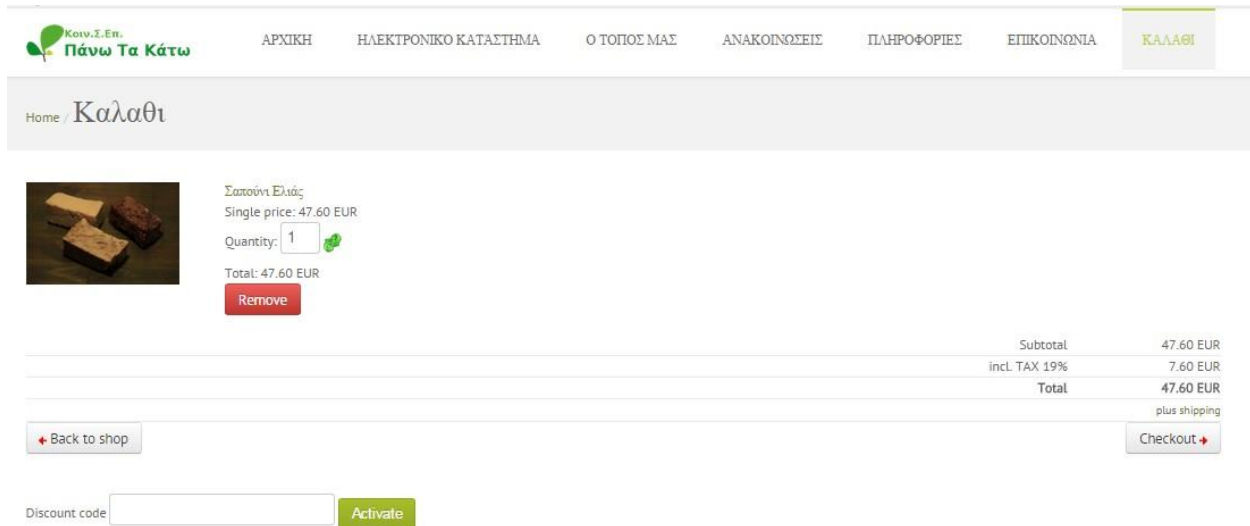 Κοιν.Σ.Επ.
Πάνω Τα Κάτω
ΑΡΧΙΚΗ ΗΛΕΚΤΡΟΝΙΚΟ ΚΑΤΑΣΤΗΜΑ Ο ΤΟΠΟΣ ΜΑΣ ΑΝΑΚΟΙΝΩΣΕΙΣ ΠΛΗΡΟΦΟΡΙΕΣ ΕΠΙΚΟΙΝΩΝΙΑ ΚΑΛΑΘΙ
Home / Καλαθι
Σαπούνι Ελιάς
Single price: 47.60 EUR
Quantity: 1
Total: 47.60 EUR
Remove
Subtotal 47.60 EUR
incl. TAX 19% 7.60 EUR
Total 47.60 EUR
plus shipping
Back to shop Checkout
Discount code Activate